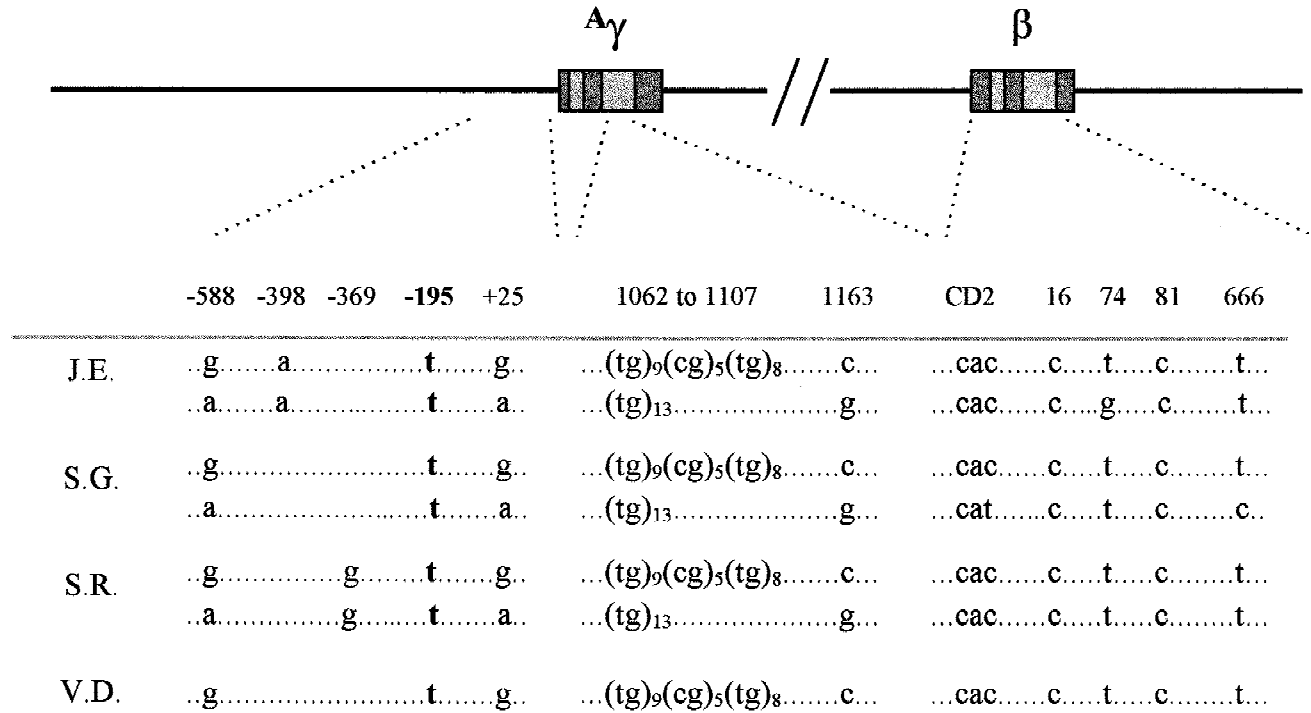 Aγ β
-588 -398 -369 -195 +25 1062 to 1107 1163 CD2 16 74 81 666
J.E. ..g.......a..................t.......g.. ...(tg)₉(cg)₅(tg)₈.......c... ...cac......c.....t.....c........t...
..a.......a..................t.......a.. ...(tg)₁₃......................g... ...cac......c.....g.....c........t...
S.G. ..g............................t.......g.. ...(tg)₉(cg)₅(tg)₈.......c... ...cac......c.....t.....c........t...
..a............................t.......a.. ...(tg)₁₃......................g... ...cat.......c.....t.....c........c...
S.R. ..g................g.........t.......g.. ...(tg)₉(cg)₅(tg)₈.......c... ...cac......c.....t.....c........t...
..a................g.........t.......a.. ...(tg)₁₃......................g... ...cac......c.....t.....c........t...
V.D. ..g............................t.......g.. ...(tg)₉(cg)₅(tg)₈.......c... ...cac......c.....t.....c........t...